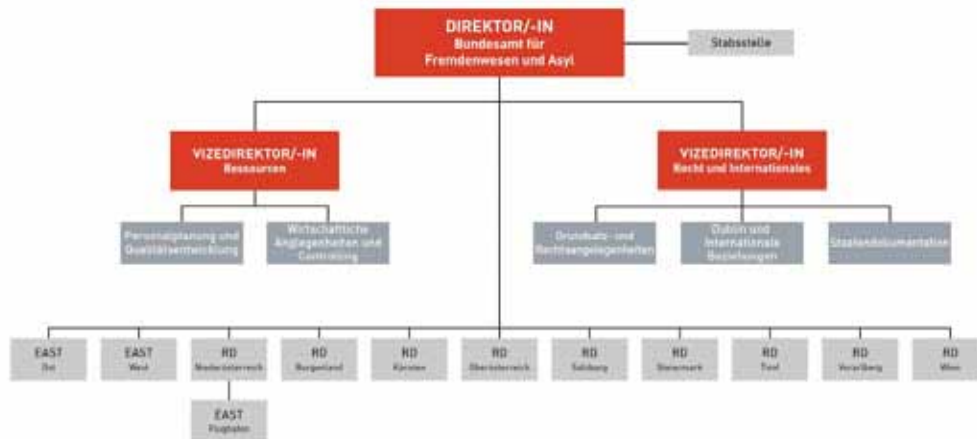 DIREKTOR/-IN
Bundesamt für
Fremdenwesen und Asyl
Stabsstelle
VIZEDIREKTOR/-IN
Ressourcen
VIZEDIREKTOR/-IN
Recht und Internationales
Personalplanung und
Qualitätsentwicklung
Wirtschaftliche
Anglegenheiten und
Controlling
Grundsatz- und
Rechtsangelegenheiten
Dublin und
Internationale
Beziehungen
Staatendokumentation
EAST
Ost
EAST
West
RD
Niederösterreich
RD
Burgenland
RD
Kärnten
RD
Oberösterreich
RD
Salzburg
RD
Steiermark
RD
Tirol
RD
Vorarlberg
RD
Wien
EAST
Flughafen